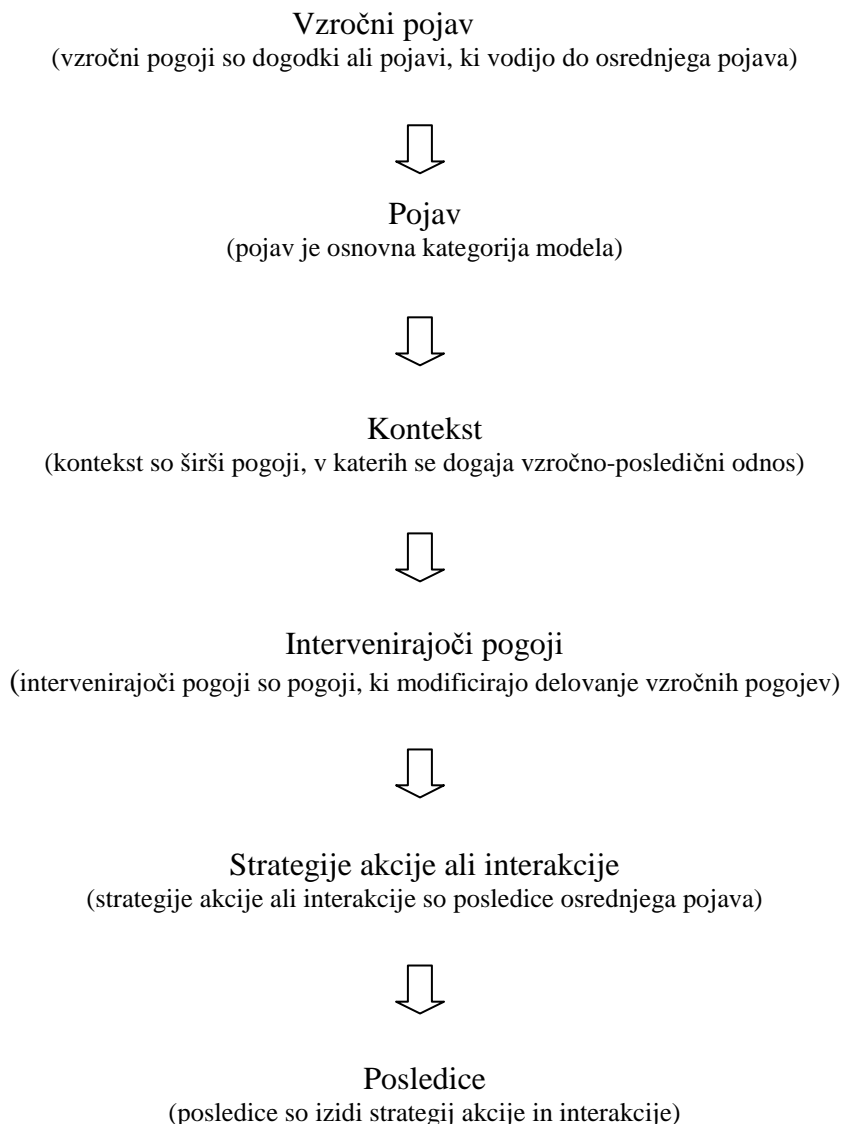 Vzročni pojav
(vzročni pogoji so dogodki ali pojavi, ki vodijo do osrednjega pojava)
Pojav
(pojav je osnovna kategorija modela)
Kontekst
(kontekst so širši pogoji, v katerih se dogaja vzročno-posledični odnos)
Intervenirajoči pogoji
(intervenirajoči pogoji so pogoji, ki modificirajo delovanje vzročnih pogojev)
Strategije akcije ali interakcije
(strategije akcije ali interakcije so posledice osrednjega pojava)
Posledice
(posledice so izidi strategij akcije in interakcije)